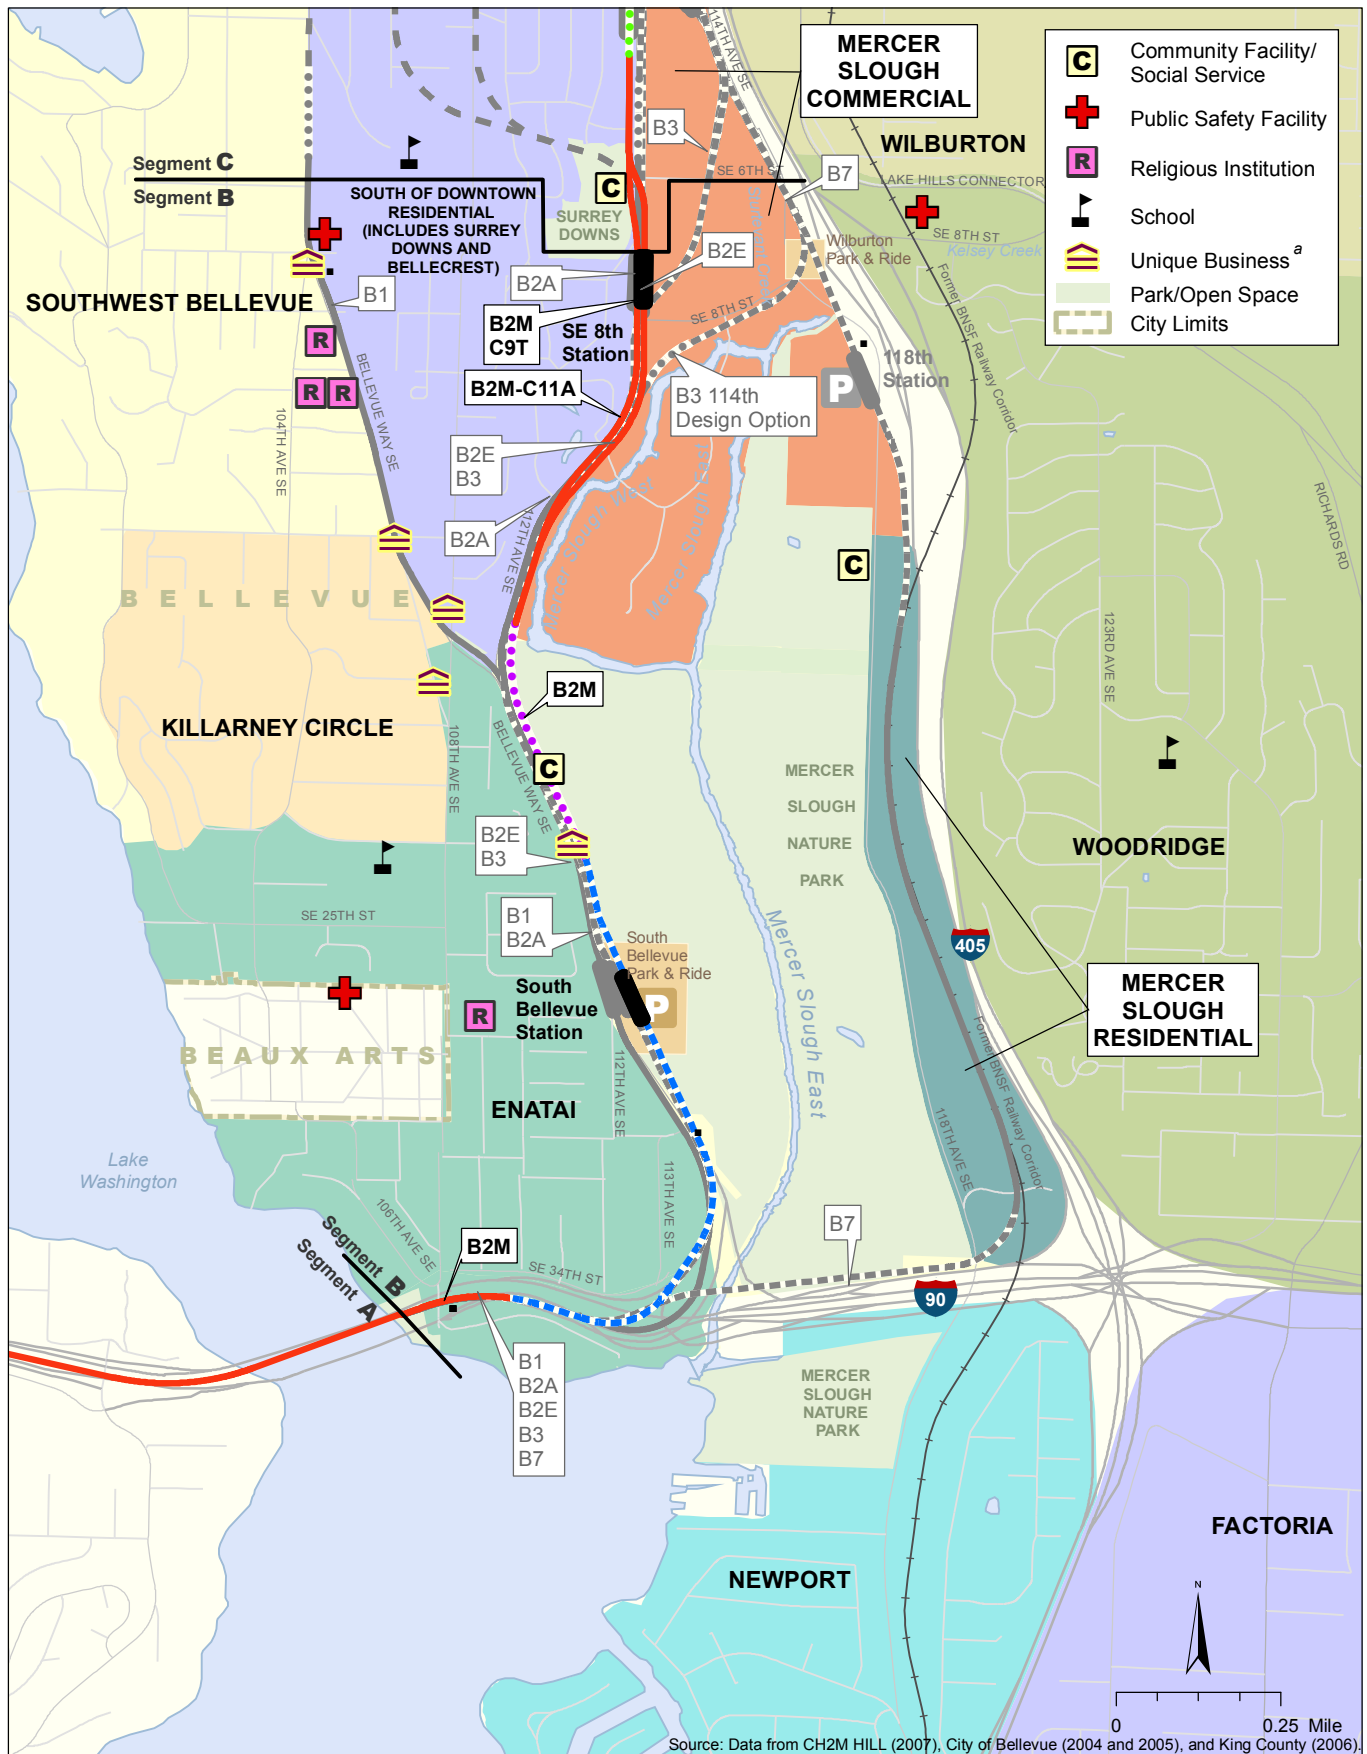 MERCER
SLOUGH
COMMERCIAL
C
Community Facility/
Social Service
Public Safety Facility
R
Religious Institution
School
Unique Business a
Park/Open Space
City Limits
114TH AVE SE
B3
WILBURTON
SE 6TH ST
B7
LAKE HILLS CONNECTOR
Segment C
Segment B
SOUTH OF DOWNTOWN
RESIDENTIAL
(INCLUDES SURREY
DOWNS AND
BELLECREST)
C
SURREY
DOWNS
SE 8TH ST
Kelsey Creek
Wilburton
Park & Ride
B2E
B2A
SOUTHWEST BELLEVUE
B1
B2M
C9T
SE 8th
Station
SE 8TH ST
Former BNSF Railway Corridor
R
R R
BELLEVUE WAY SE
104TH AVE SE
B2M-C11A
B3 114th
Design Option
118th
Station
P
B2E
B3
B2A
112TH AVE SE
Mercer Slough West
Mercer Slough East
RICHARDS RD
C
BELLEVUE
123RD AVE SE
B2M
KILLARNEY CIRCLE
108TH AVE SE
BELLEVUE WAY SE
C
MERCER
SLOUGH
NATURE
PARK
WOODRIDGE
B2E
B3
SE 25TH ST
B1
B2A
South
Bellevue
Park & Ride
P
Mercer Slough East
405
MERCER
SLOUGH
RESIDENTIAL
R
South
Bellevue
Station
BEAUX ARTS
Former BNSF Railway Corridor
112TH AVE SE
ENATAI
118TH AVE SE
Lake
Washington
113TH AVE SE
106TH AVE SE
B7
Segment B
Segment A
B2M
SE 34TH ST
90
B1
B2A
B2E
B3
B7
MERCER
SLOUGH
NATURE
PARK
FACTORIA
NEWPORT
N
0 0.25 Mile
Source: Data from CH2M HILL (2007), City of Bellevue (2004 and 2005), and King County (2006).